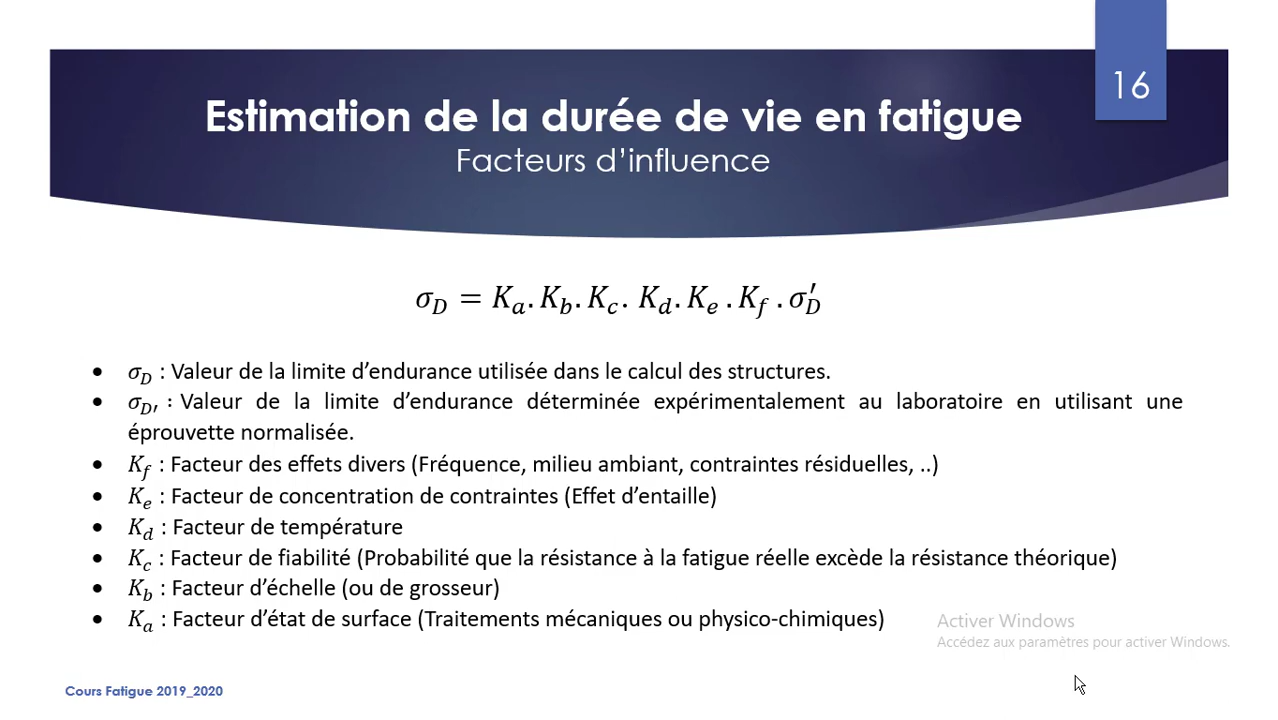 16
Estimation de la durée de vie en fatigue
Facteurs d’influence
σ_D = K_a. K_b. K_c. K_d. K_e . K_f . σ′_D
• σ_D : Valeur de la limite d’endurance utilisée dans le calcul des structures.
• σ_D′ : Valeur de la limite d’endurance déterminée expérimentalement au laboratoire en utilisant une
éprouvette normalisée.
• K_f : Facteur des effets divers (Fréquence, milieu ambiant, contraintes résiduelles, ..)
• K_e : Facteur de concentration de contraintes (Effet d’entaille)
• K_d : Facteur de température
• K_c : Facteur de fiabilité (Probabilité que la résistance à la fatigue réelle excède la résistance théorique)
• K_b : Facteur d’échelle (ou de grosseur)
• K_a : Facteur d’état de surface (Traitements mécaniques ou physico-chimiques)
Activer Windows
Accédez aux paramètres pour activer Windows.
Cours Fatigue 2019_2020